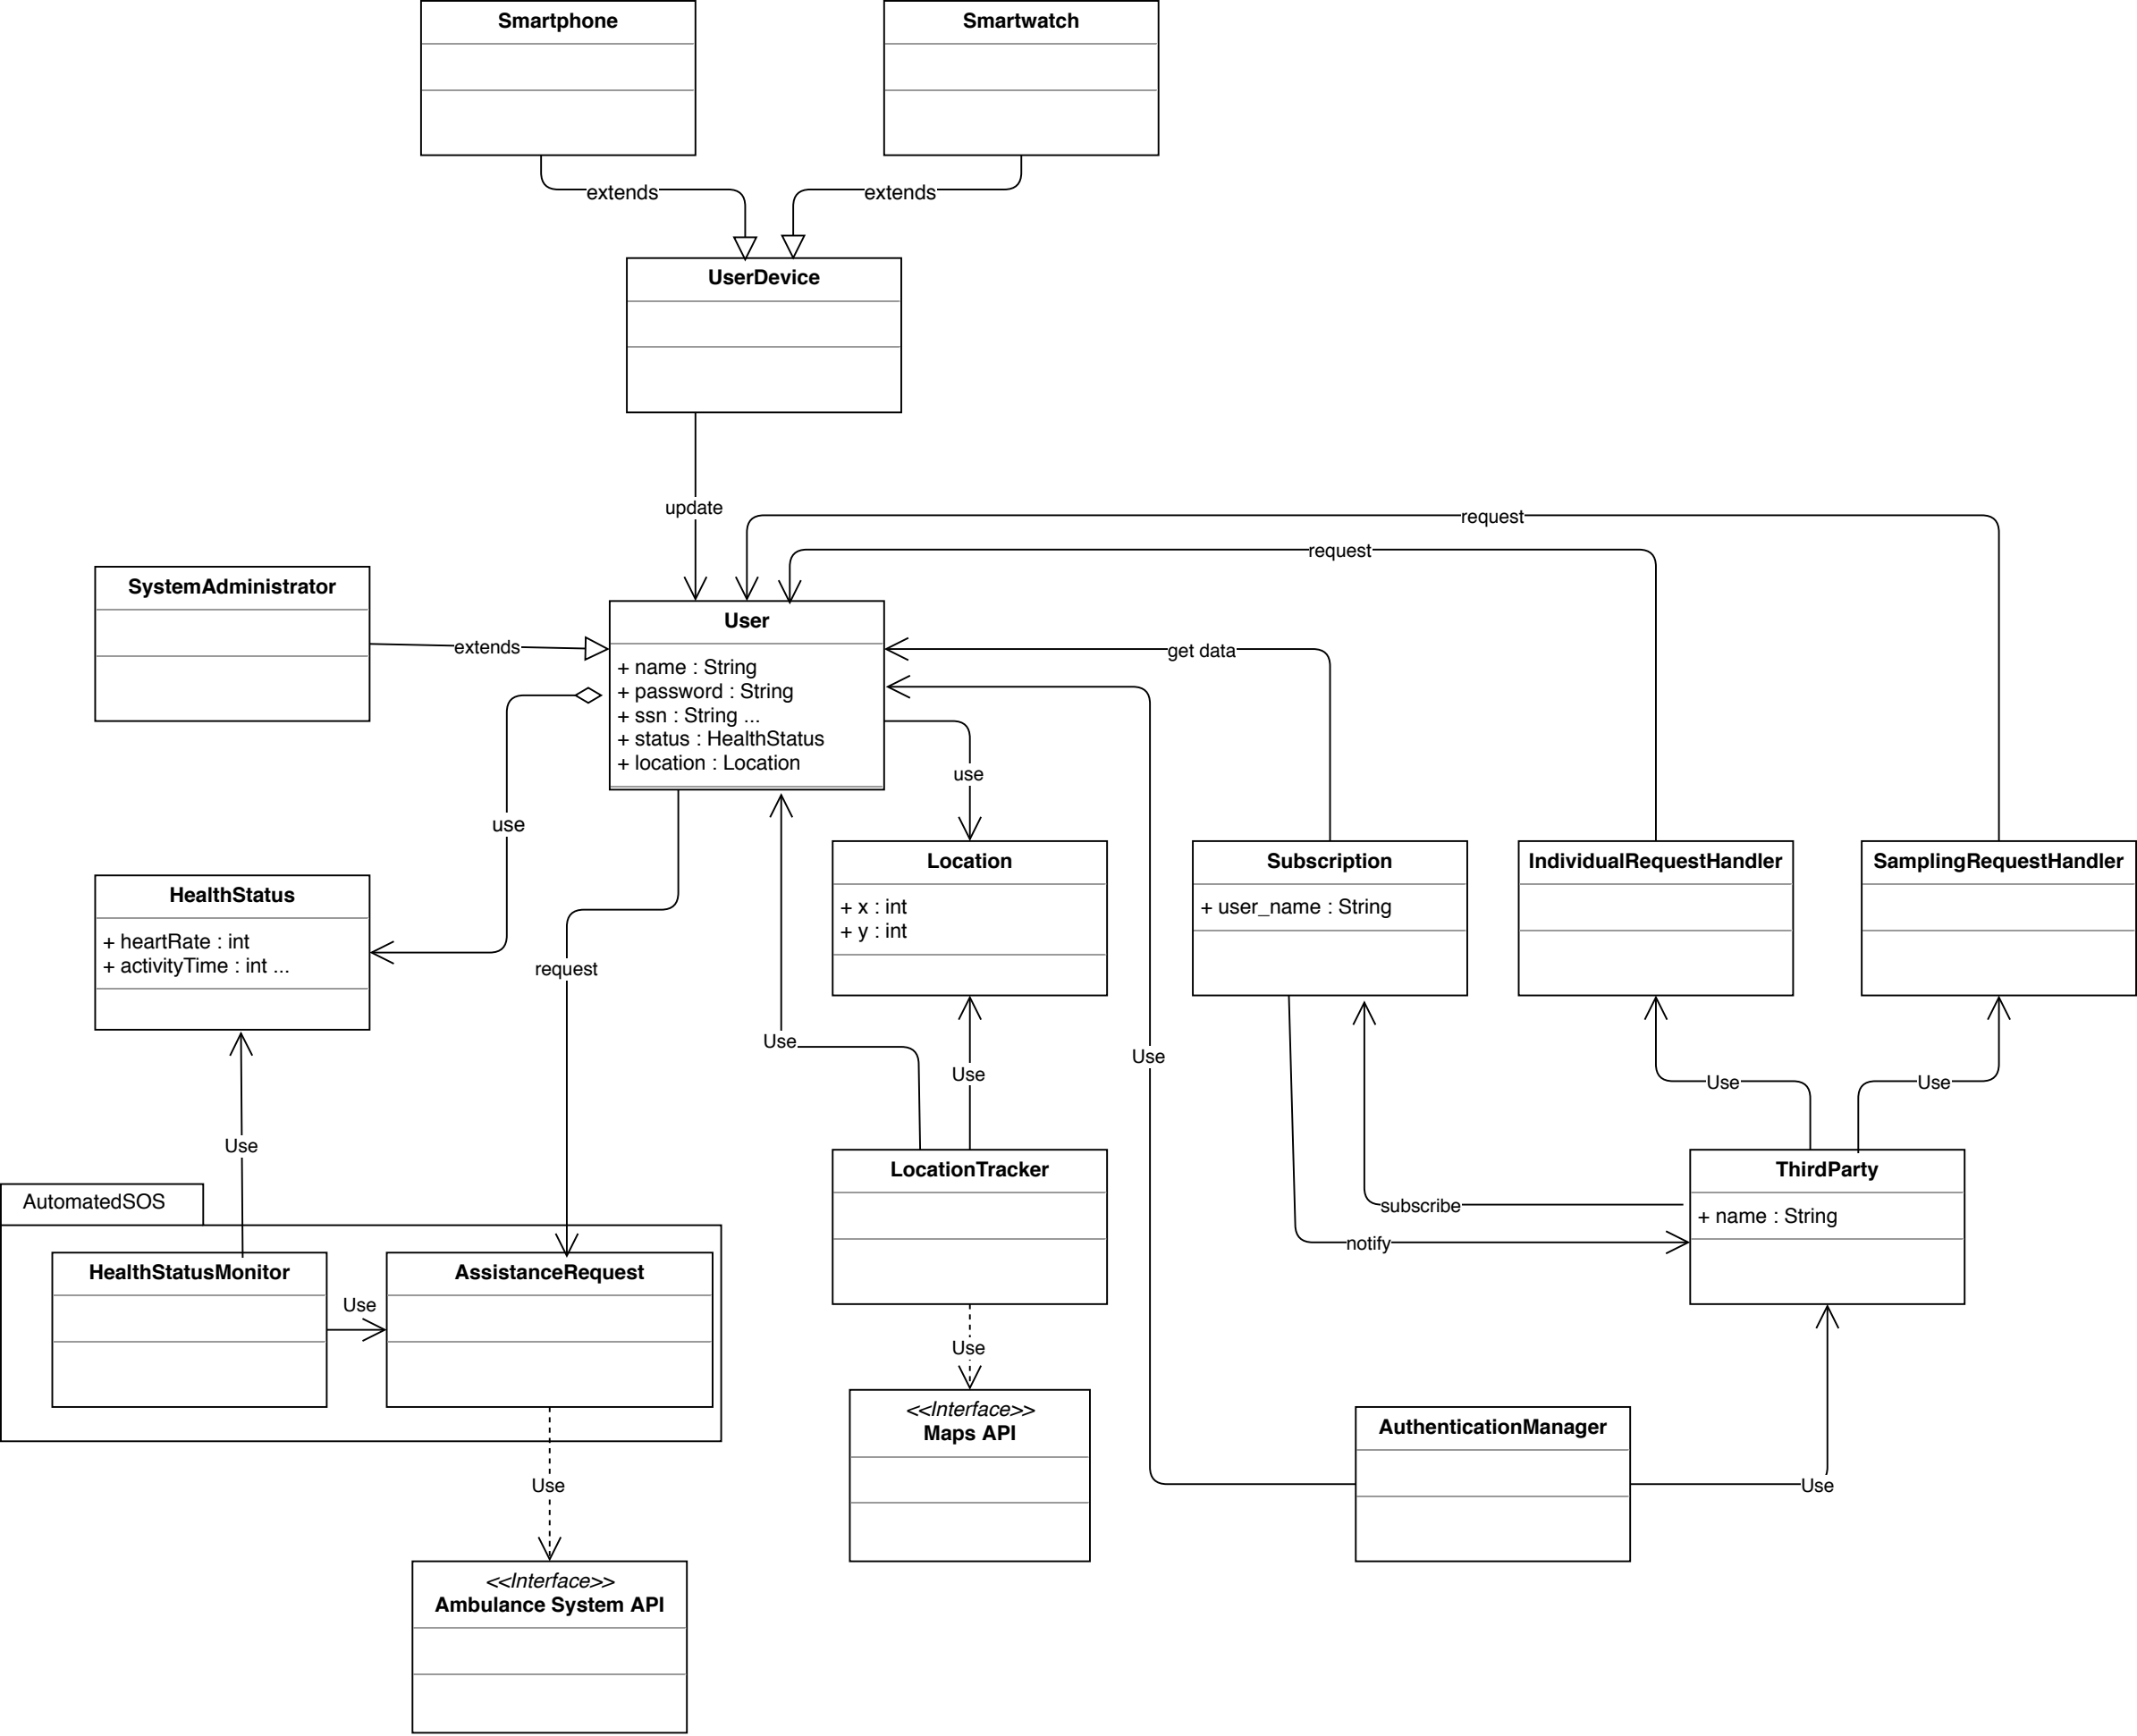 Smartphone
Smartwatch
extends
extends
UserDevice
update
request
request
SystemAdministrator
extends
User
+ name : String
+ password : String
+ ssn : String ...
+ status : HealthStatus
+ location : Location
get data
use
use
HealthStatus
+ heartRate : int
+ activityTime : int ...
Location
+ x : int
+ y : int
Subscription
+ user_name : String
IndividualRequestHandler
SamplingRequestHandler
request
Use
Use
Use
Use
Use
Use
AutomatedSOS
HealthStatusMonitor
Use
AssistanceRequest
LocationTracker
subscribe
notify
ThirdParty
+ name : String
Use
<<Interface>>
Maps API
AuthenticationManager
Use
Use
<<Interface>>
Ambulance System API